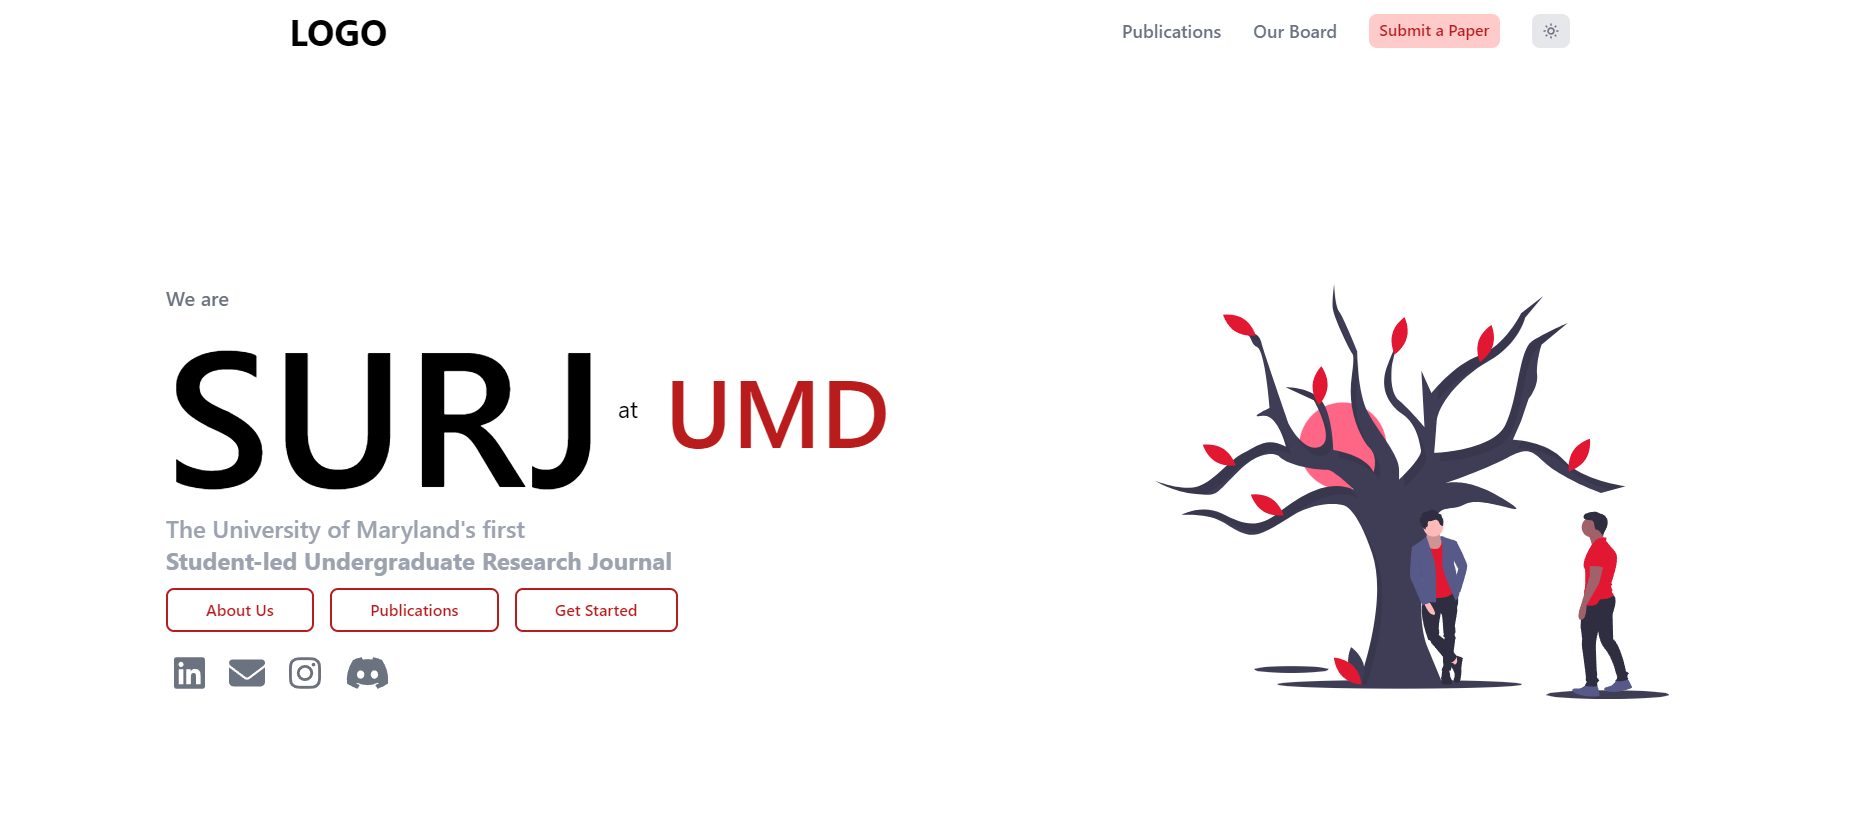 LOGO
Publications Our Board Submit a Paper
We are
SURJ at UMD
The University of Maryland's first
Student-led Undergraduate Research Journal
About Us Publications Get Started